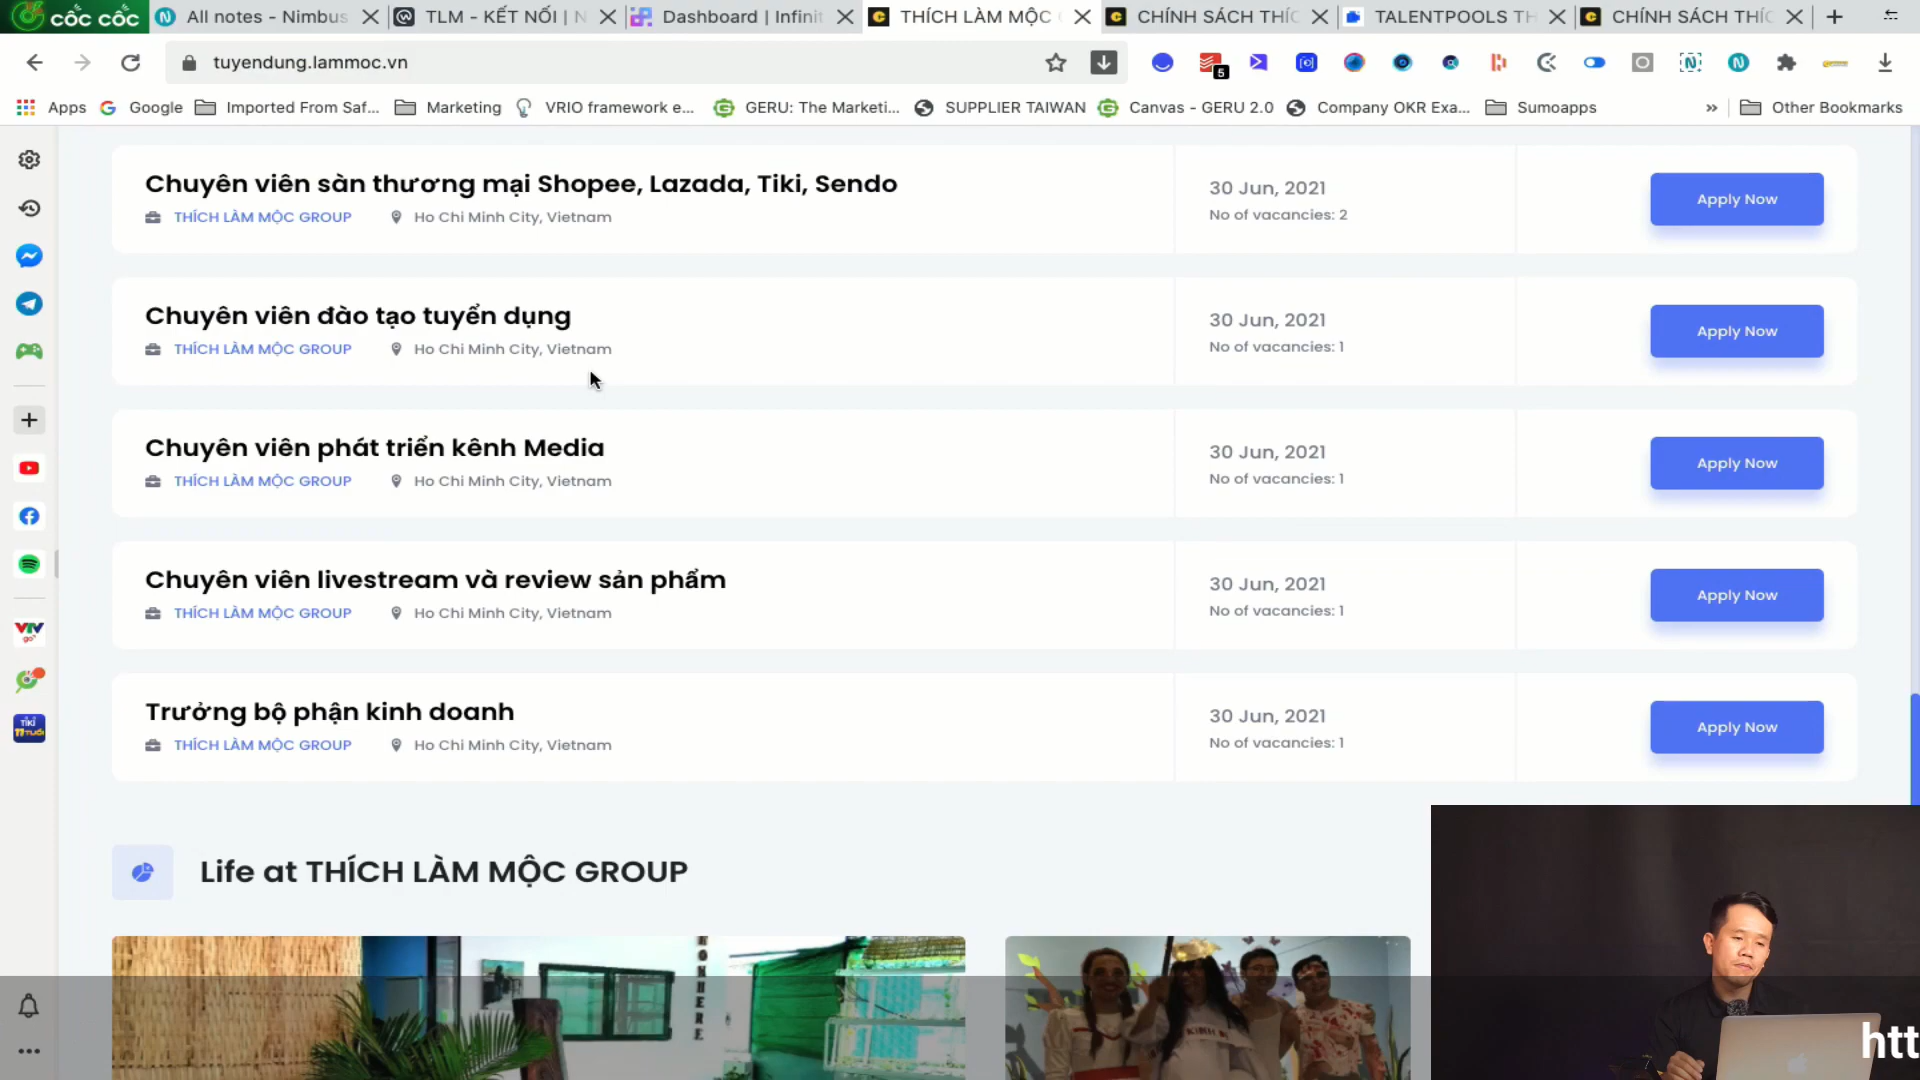 cốc cốc
All notes - Nimbus
TLM - KẾT NỐI | N
Dashboard | Infinit
THÍCH LÀM MỘC
CHÍNH SÁCH THÍC
TALENTPOOLS TH
CHÍNH SÁCH THÍC
tuyendung.lammoc.vn
5
Apps
Google
Imported From Saf...
Marketing
VRIO framework e...
GERU: The Marketi...
SUPPLIER TAIWAN
Canvas - GERU 2.0
Company OKR Exa...
Sumoapps
»
Other Bookmarks
Chuyên viên sàn thương mại Shopee, Lazada, Tiki, Sendo
THÍCH LÀM MỘC GROUP
Ho Chi Minh City, Vietnam
30 Jun, 2021
No of vacancies: 2
Apply Now
Chuyên viên đào tạo tuyển dụng
THÍCH LÀM MỘC GROUP
Ho Chi Minh City, Vietnam
30 Jun, 2021
No of vacancies: 1
Apply Now
Chuyên viên phát triển kênh Media
THÍCH LÀM MỘC GROUP
Ho Chi Minh City, Vietnam
30 Jun, 2021
No of vacancies: 1
Apply Now
Chuyên viên livestream và review sản phẩm
THÍCH LÀM MỘC GROUP
Ho Chi Minh City, Vietnam
30 Jun, 2021
No of vacancies: 1
Apply Now
Trưởng bộ phận kinh doanh
THÍCH LÀM MỘC GROUP
Ho Chi Minh City, Vietnam
30 Jun, 2021
No of vacancies: 1
Apply Now
VTV
go
TIKI
11 TUỔI
Life at THÍCH LÀM MỘC GROUP
htt